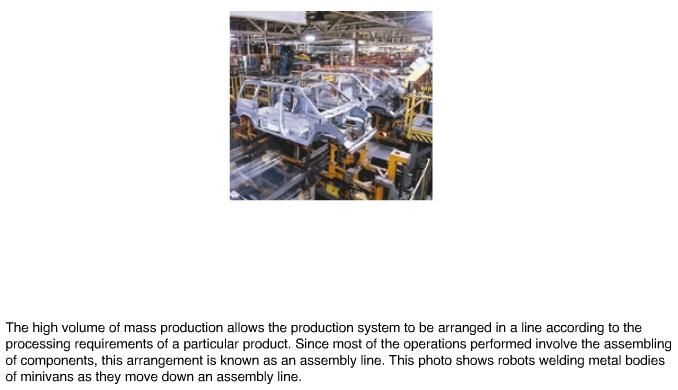 The high volume of mass production allows the production system to be arranged in a line according to the
processing requirements of a particular product. Since most of the operations performed involve the assembling
of components, this arrangement is known as an assembly line. This photo shows robots welding metal bodies
of minivans as they move down an assembly line.